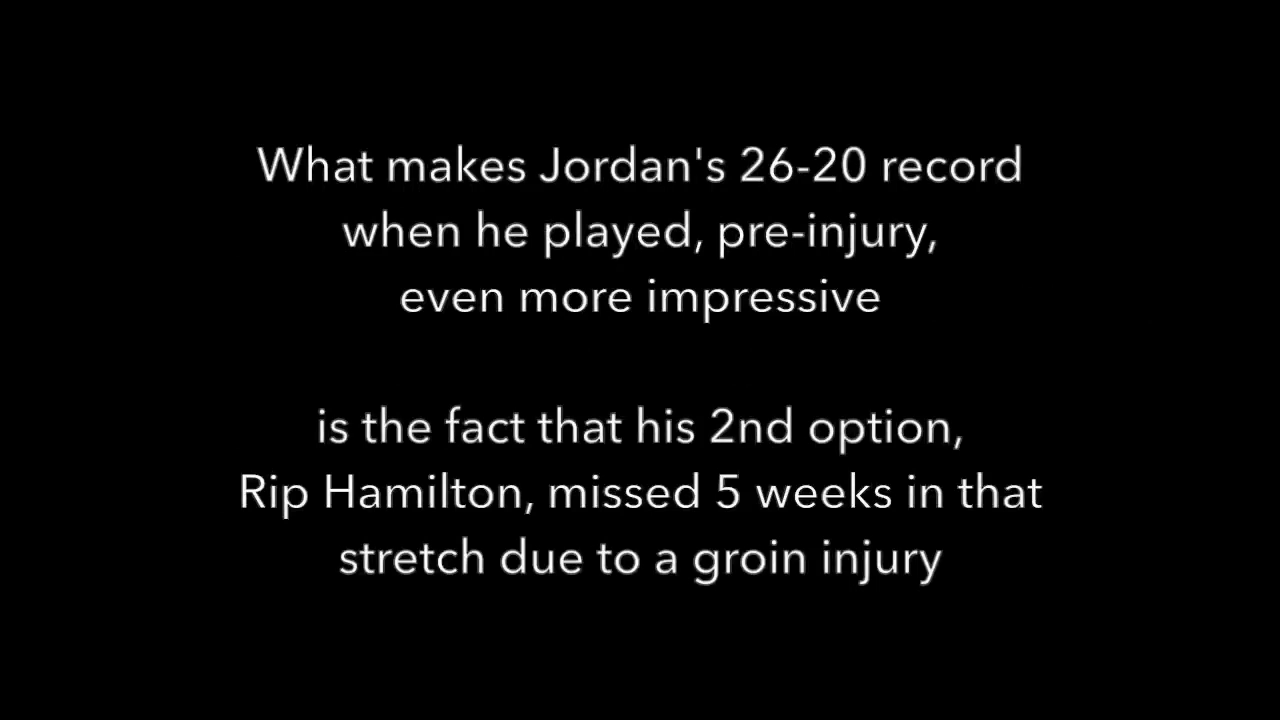 What makes Jordan's 26-20 record
when he played, pre-injury,
even more impressive
is the fact that his 2nd option,
Rip Hamilton, missed 5 weeks in that
stretch due to a groin injury